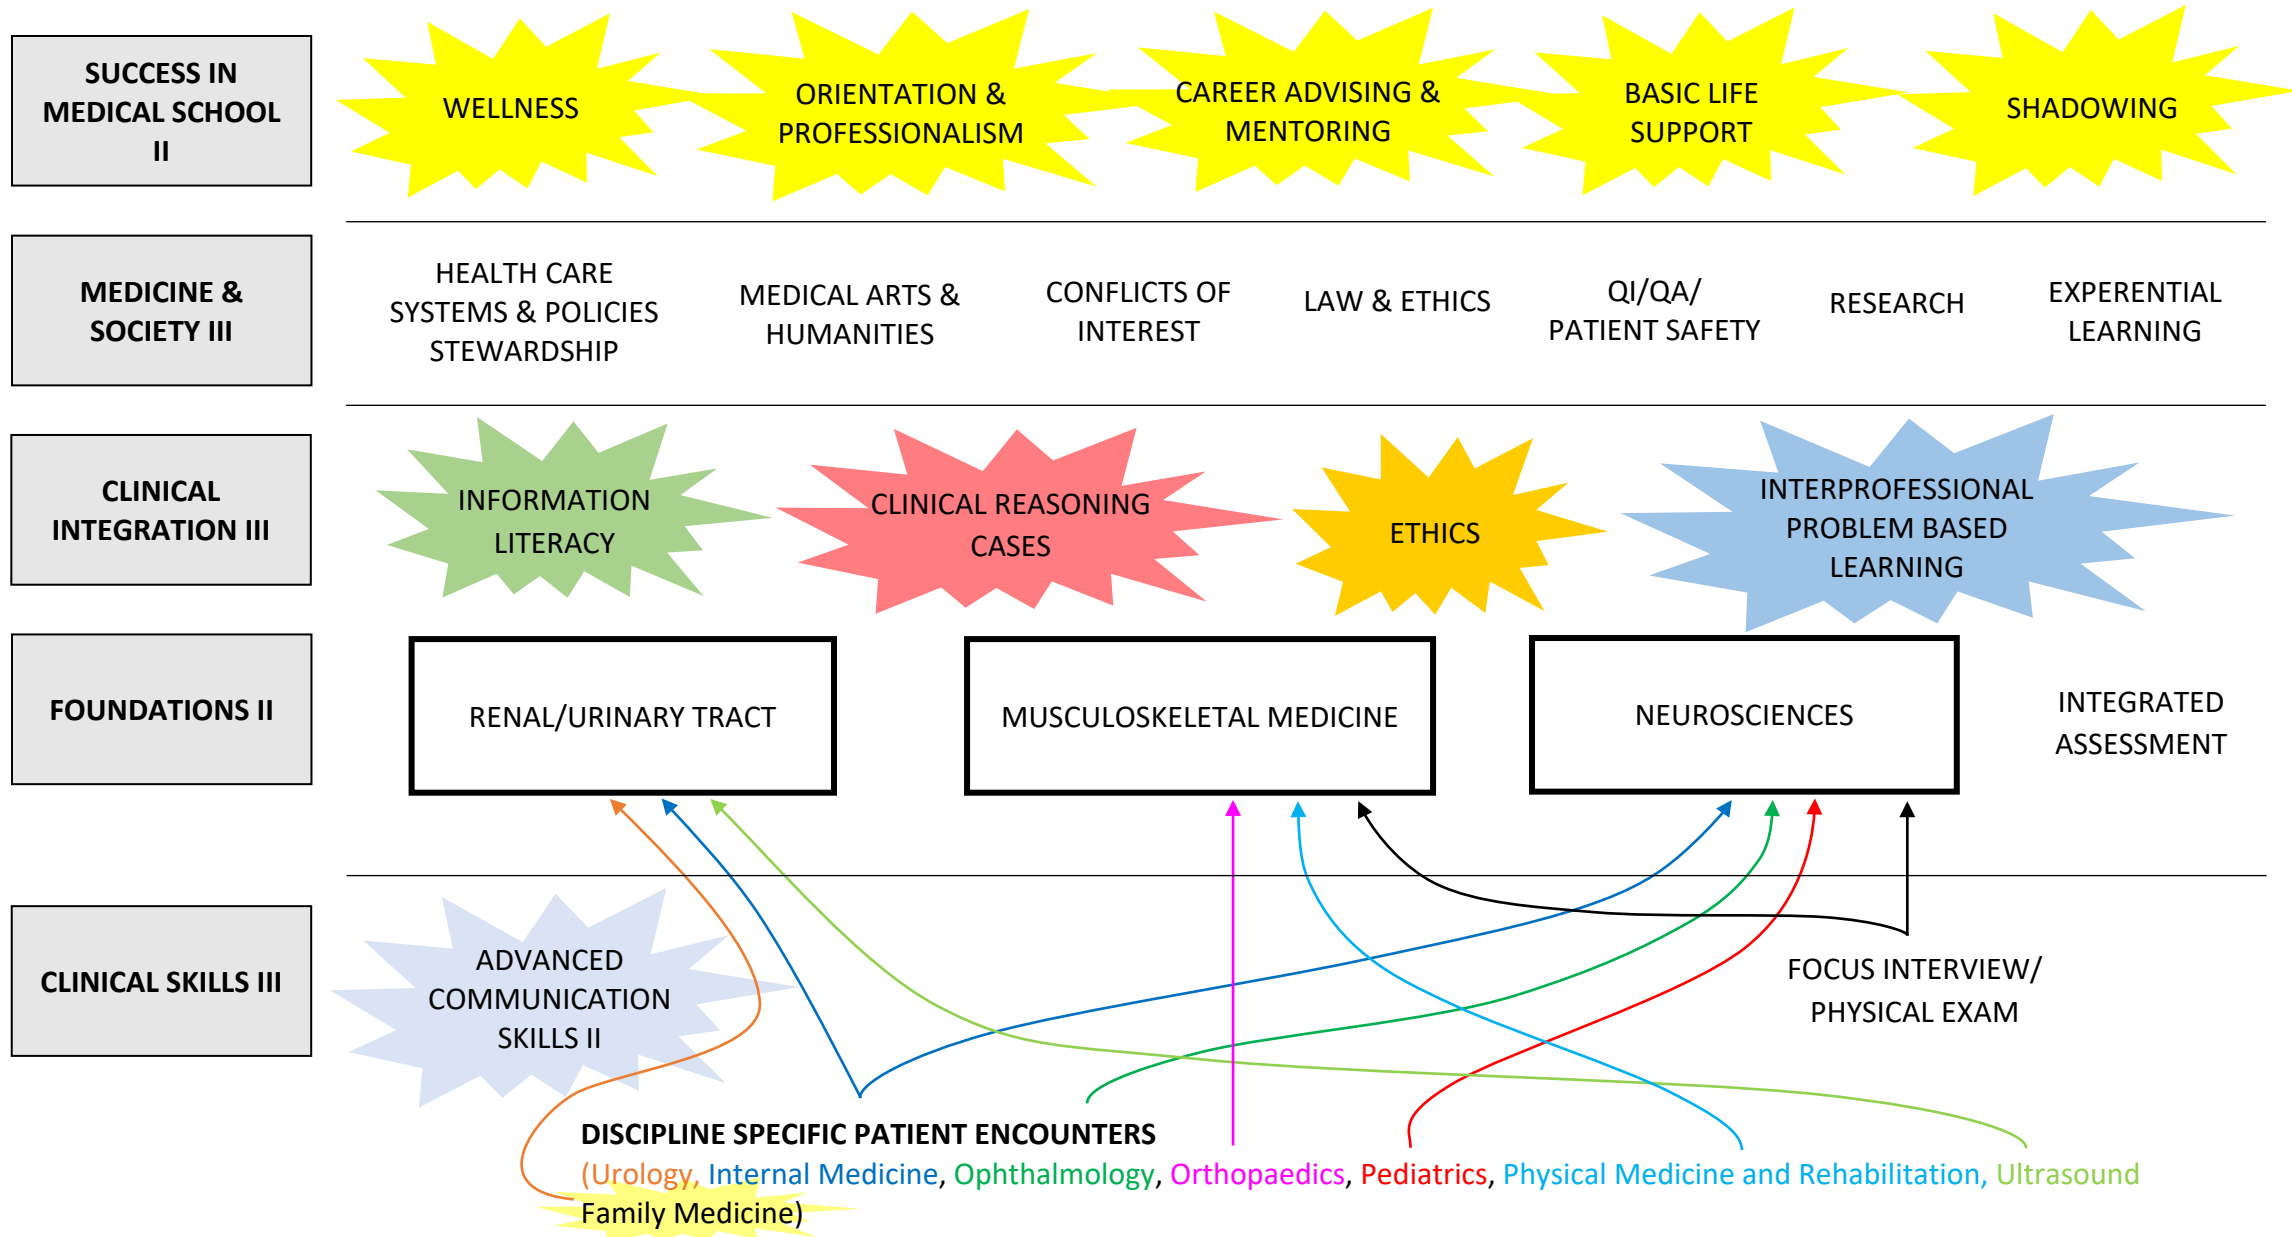 SUCCESS IN
MEDICAL SCHOOL
II
WELLNESS
ORIENTATION &
PROFESSIONALISM
CAREER ADVISING &
MENTORING
BASIC LIFE
SUPPORT
SHADOWING
MEDICINE &
SOCIETY III
HEALTH CARE
SYSTEMS & POLICIES
STEWARDSHIP
MEDICAL ARTS &
HUMANITIES
CONFLICTS OF
INTEREST
LAW & ETHICS
QI/QA/
PATIENT SAFETY
RESEARCH
EXPERENTIAL
LEARNING
CLINICAL
INTEGRATION III
INFORMATION
LITERACY
CLINICAL REASONING
CASES
ETHICS
INTERPROFESSIONAL
PROBLEM BASED
LEARNING
FOUNDATIONS II
RENAL/URINARY TRACT
MUSCULOSKELETAL MEDICINE
NEUROSCIENCES
INTEGRATED
ASSESSMENT
CLINICAL SKILLS III
ADVANCED
COMMUNICATION
SKILLS II
FOCUS INTERVIEW/
PHYSICAL EXAM
DISCIPLINE SPECIFIC PATIENT ENCOUNTERS
(Urology, Internal Medicine, Ophthalmology, Orthopaedics, Pediatrics, Physical Medicine and Rehabilitation, Ultrasound
Family Medicine)